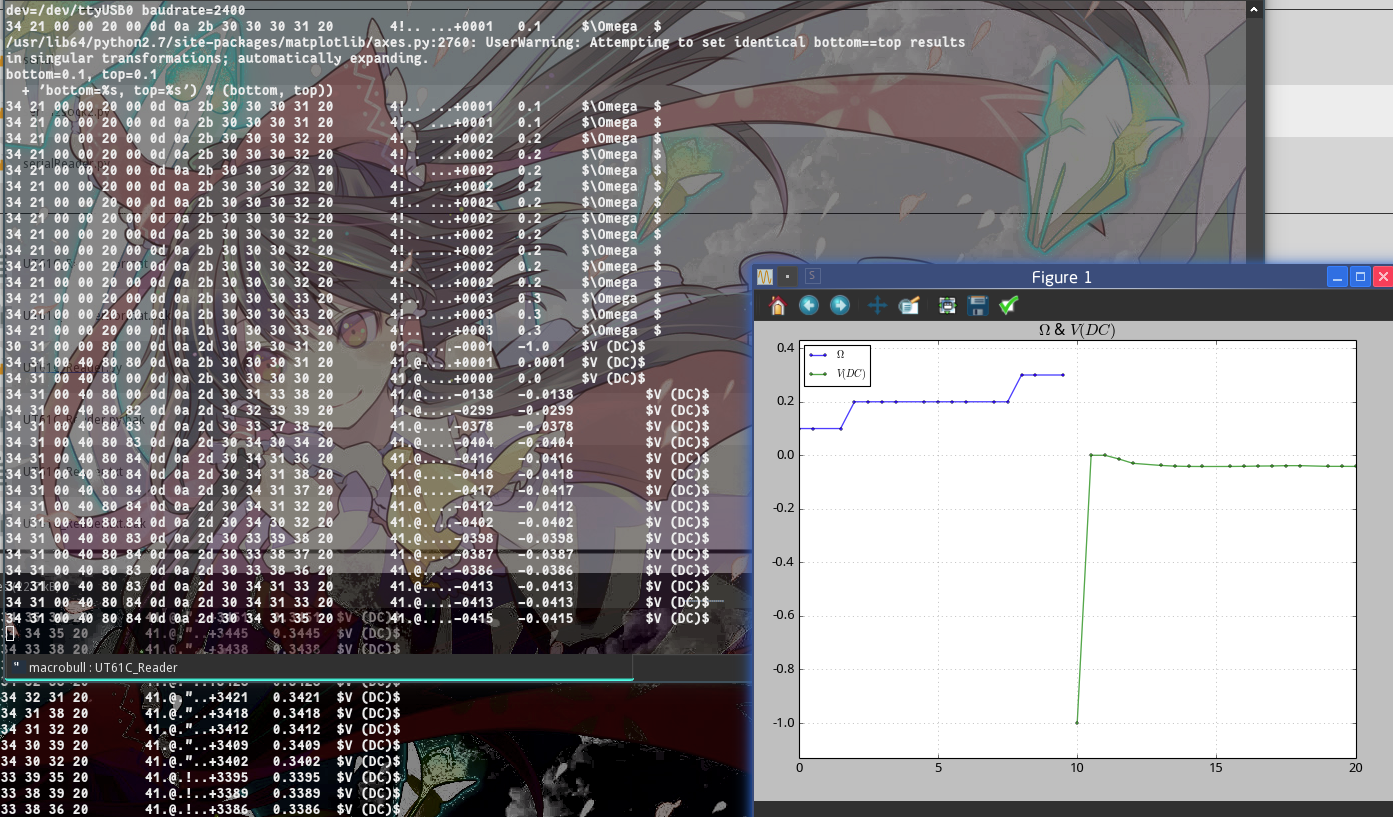 dev=/dev/ttyUSB0 baudrate=2400
34 21 00 00 20 00 0d 0a 2b 30 30 30 31 20 4!.. ...+0001 0.1 $\Omega $
/usr/lib64/python2.7/site-packages/matplotlib/axes.py:2760: UserWarning: Attempting to set identical bottom==top results
in singular transformations; automatically expanding.
bottom=0.1, top=0.1
+ 'bottom=%s, top=%s') % (bottom, top))
34 21 00 00 20 00 0d 0a 2b 30 30 30 31 20 4!.. ...+0001 0.1 $\Omega $
34 21 00 00 20 00 0d 0a 2b 30 30 30 31 20 4!.. ...+0001 0.1 $\Omega $
34 21 00 00 20 00 0d 0a 2b 30 30 30 32 20 4!.. ...+0002 0.2 $\Omega $
34 21 00 00 20 00 0d 0a 2b 30 30 30 32 20 4!.. ...+0002 0.2 $\Omega $
34 21 00 00 20 00 0d 0a 2b 30 30 30 32 20 4!.. ...+0002 0.2 $\Omega $
34 21 00 00 20 00 0d 0a 2b 30 30 30 32 20 4!.. ...+0002 0.2 $\Omega $
34 21 00 00 20 00 0d 0a 2b 30 30 30 32 20 4!.. ...+0002 0.2 $\Omega $
34 21 00 00 20 00 0d 0a 2b 30 30 30 32 20 4!.. ...+0002 0.2 $\Omega $
34 21 00 00 20 00 0d 0a 2b 30 30 30 32 20 4!.. ...+0002 0.2 $\Omega $
34 21 00 00 20 00 0d 0a 2b 30 30 30 32 20 4!.. ...+0002 0.2 $\Omega $
34 21 00 00 20 00 0d 0a 2b 30 30 30 32 20 4!.. ...+0002 0.2 $\Omega $
34 21 00 00 20 00 0d 0a 2b 30 30 30 32 20 4!.. ...+0002 0.2 $\Omega $
34 21 00 00 20 00 0d 0a 2b 30 30 30 33 20 4!.. ...+0003 0.3 $\Omega $
34 21 00 00 20 00 0d 0a 2b 30 30 30 33 20 4!.. ...+0003 0.3 $\Omega $
34 21 00 00 20 00 0d 0a 2b 30 30 30 33 20 4!.. ...+0003 0.3 $\Omega $
30 31 00 00 80 00 0d 0a 2d 30 30 30 31 20 01.....-0001 -1.0 $V (DC)$
34 31 00 40 80 00 0d 0a 2b 30 30 30 31 20 41.@....+0001 0.0001 $V (DC)$
34 31 00 40 80 00 0d 0a 2b 30 30 30 30 20 41.@....+0000 0.0 $V (DC)$
34 31 00 40 80 80 0d 0a 2d 30 31 33 38 20 41.@....-0138 -0.0138 $V (DC)$
34 31 00 40 80 82 0d 0a 2d 30 32 39 39 20 41.@....-0299 -0.0299 $V (DC)$
34 31 00 40 80 83 0d 0a 2d 30 33 37 38 20 41.@....-0378 -0.0378 $V (DC)$
34 31 00 40 80 84 0d 0a 2d 30 34 30 34 20 41.@....-0404 -0.0404 $V (DC)$
34 31 00 40 80 84 0d 0a 2d 30 34 31 36 20 41.@....-0416 -0.0416 $V (DC)$
34 31 00 40 80 84 0d 0a 2d 30 34 31 38 20 41.@....-0418 -0.0418 $V (DC)$
34 31 00 40 80 84 0d 0a 2d 30 34 31 37 20 41.@....-0417 -0.0417 $V (DC)$
34 31 00 40 80 84 0d 0a 2d 30 34 31 32 20 41.@....-0412 -0.0412 $V (DC)$
34 31 00 40 80 84 0d 0a 2d 30 34 30 32 20 41.@....-0402 -0.0402 $V (DC)$
34 31 00 40 80 83 0d 0a 2d 30 33 39 38 20 41.@....-0398 -0.0398 $V (DC)$
34 31 00 40 80 84 0d 0a 2d 30 33 38 37 20 41.@....-0387 -0.0387 $V (DC)$
34 31 00 40 80 84 0d 0a 2d 30 33 38 36 20 41.@....-0386 -0.0386 $V (DC)$
34 31 00 40 80 83 0d 0a 2d 30 34 31 33 20 41.@....-0413 -0.0413 $V (DC)$
34 31 00 40 80 84 0d 0a 2d 30 34 31 33 20 41.@....-0413 -0.0413 $V (DC)$
34 31 00 40 80 84 0d 0a 2d 30 34 31 35 20 41.@....-0415 -0.0415 $V (DC)$
34 35 20 41.@."..+3445 0.3445 $V (DC)$
33 38 20 41.@."..+3438 0.3438 $V (DC)$
" macrobull : UT61C_Reader
34 32 31 20 41.@."..+3421 0.3421 $V (DC)$
34 31 38 20 41.@."..+3418 0.3418 $V (DC)$
34 31 32 20 41.@."..+3412 0.3412 $V (DC)$
34 30 39 20 41.@."..+3409 0.3409 $V (DC)$
34 30 32 20 41.@."..+3402 0.3402 $V (DC)$
33 39 35 20 41.@.!..+3395 0.3395 $V (DC)$
33 38 39 20 41.@.!..+3389 0.3389 $V (DC)$
33 38 36 20 41.@.!..+3386 0.3386 $V (DC)$
S
Figure 1
Ω & V(DC)
Ω
V(DC)
0.4
0.2
0.0
-0.2
-0.4
-0.6
-0.8
-1.0
0 5 10 15 20